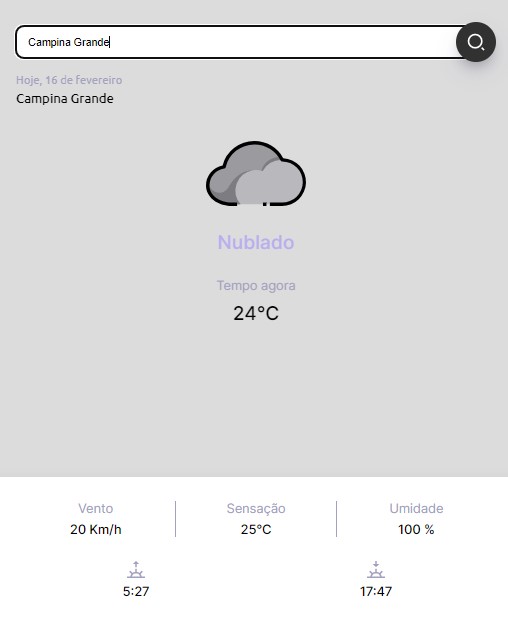 Campina Grande
Hoje, 16 de fevereiro
Campina Grande
Nublado
Tempo agora
24°C
Vento Sensação Umidade
20 Km/h 25°C 100 %
5:27 17:47